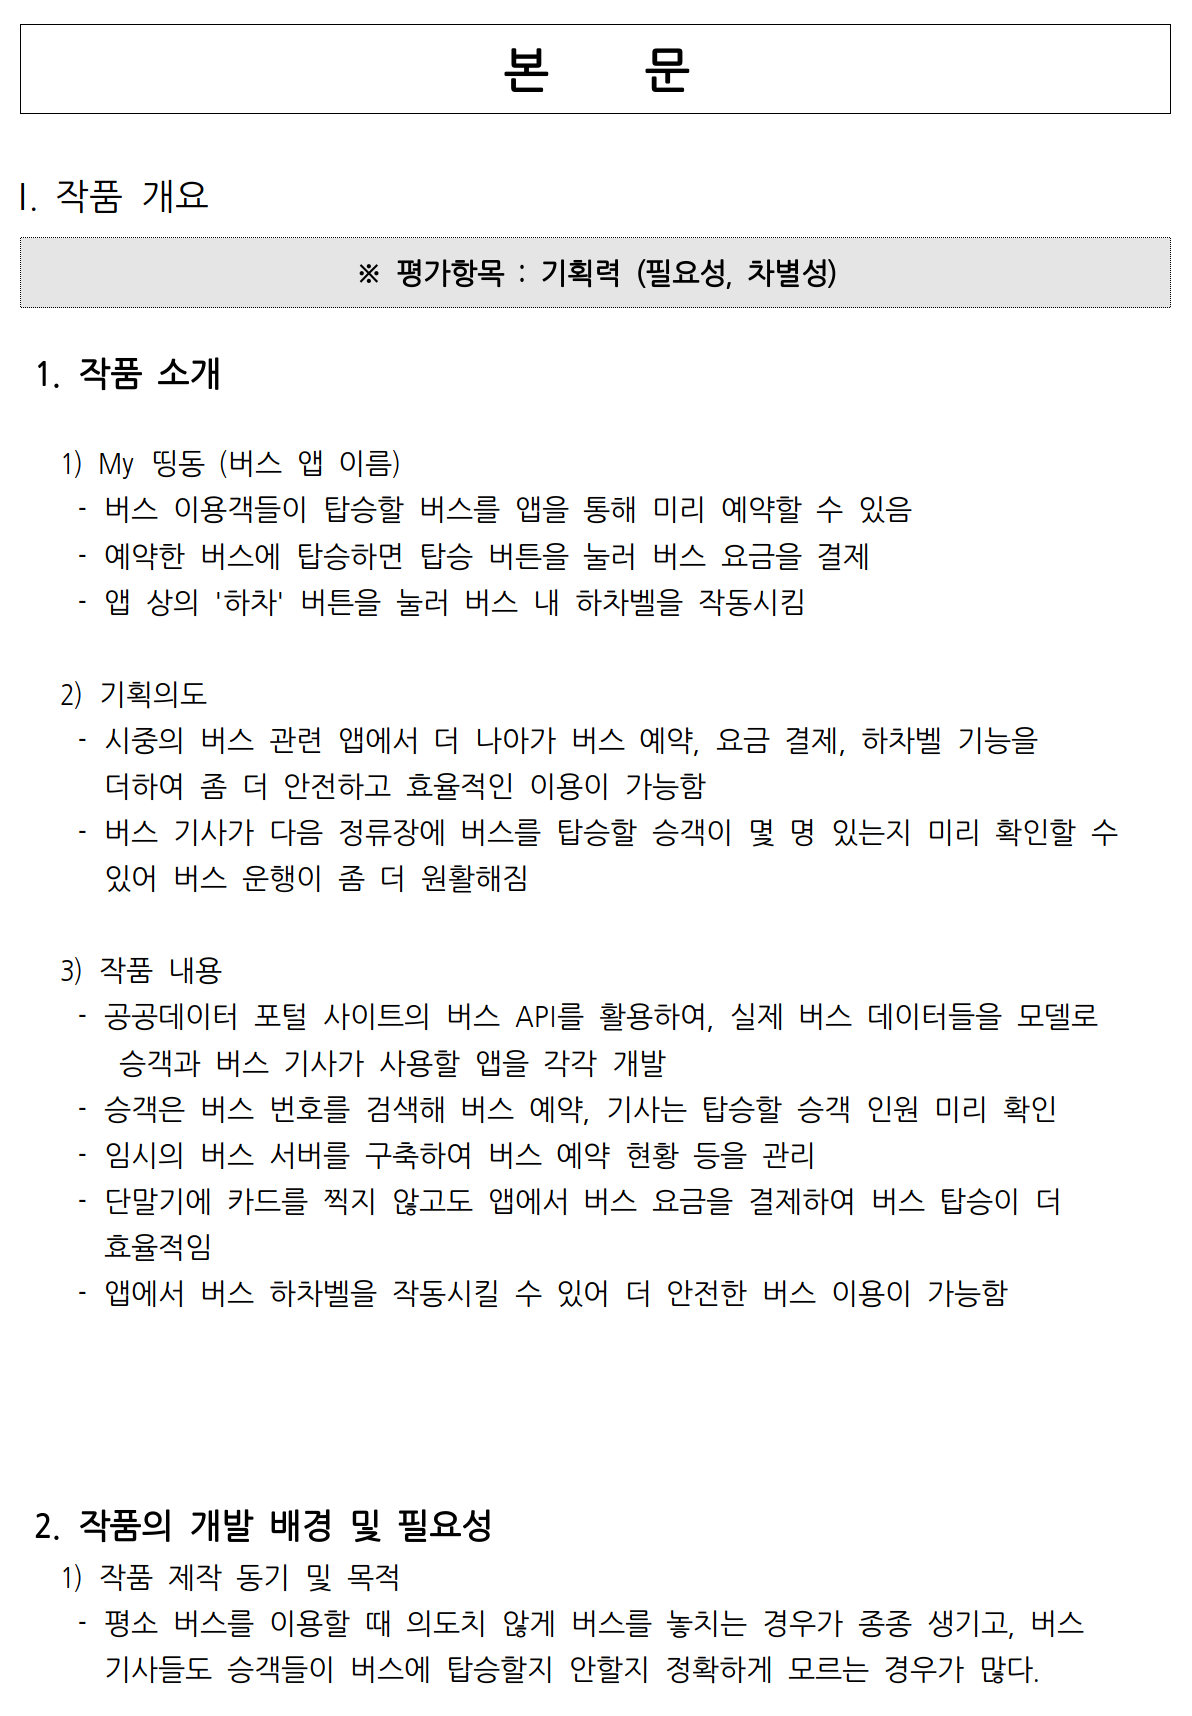 본 문
I. 작품 개요
※ 평가항목 : 기획력 (필요성, 차별성)
1. 작품 소개
1) My 띵동 (버스 앱 이름)
- 버스 이용객들이 탑승할 버스를 앱을 통해 미리 예약할 수 있음
- 예약한 버스에 탑승하면 탑승 버튼을 눌러 버스 요금을 결제
- 앱 상의 '하차' 버튼을 눌러 버스 내 하차벨을 작동시킴
2) 기획의도
- 시중의 버스 관련 앱에서 더 나아가 버스 예약, 요금 결제, 하차벨 기능을
더하여 좀 더 안전하고 효율적인 이용이 가능함
- 버스 기사가 다음 정류장에 버스를 탑승할 승객이 몇 명 있는지 미리 확인할 수
있어 버스 운행이 좀 더 원활해짐
3) 작품 내용
- 공공데이터 포털 사이트의 버스 API를 활용하여, 실제 버스 데이터들을 모델로
승객과 버스 기사가 사용할 앱을 각각 개발
- 승객은 버스 번호를 검색해 버스 예약, 기사는 탑승할 승객 인원 미리 확인
- 임시의 버스 서버를 구축하여 버스 예약 현황 등을 관리
- 단말기에 카드를 찍지 않고도 앱에서 버스 요금을 결제하여 버스 탑승이 더
효율적임
- 앱에서 버스 하차벨을 작동시킬 수 있어 더 안전한 버스 이용이 가능함
2. 작품의 개발 배경 및 필요성
1) 작품 제작 동기 및 목적
- 평소 버스를 이용할 때 의도치 않게 버스를 놓치는 경우가 종종 생기고, 버스
기사들도 승객들이 버스에 탑승할지 안할지 정확하게 모르는 경우가 많다.